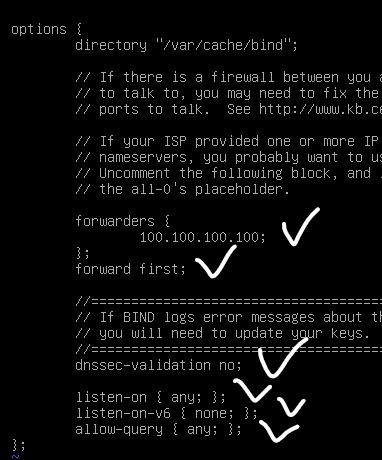 options {
directory "/var/cache/bind";
// If there is a firewall between you
// to talk to, you may need to fix the
// ports to talk.  See http://www.kb.ce
// If your ISP provided one or more IP
// nameservers, you probably want to us
// Uncomment the following block, and
// the all-0's placeholder.
forwarders {
100.100.100.100;
};
forward first;
//=====================================
// If BIND logs error messages about th
// you will need to update your keys.
//=====================================
dnssec-validation no;
listen-on { any; };
listen-on-v6 { none; };
allow-query { any; };
};
~